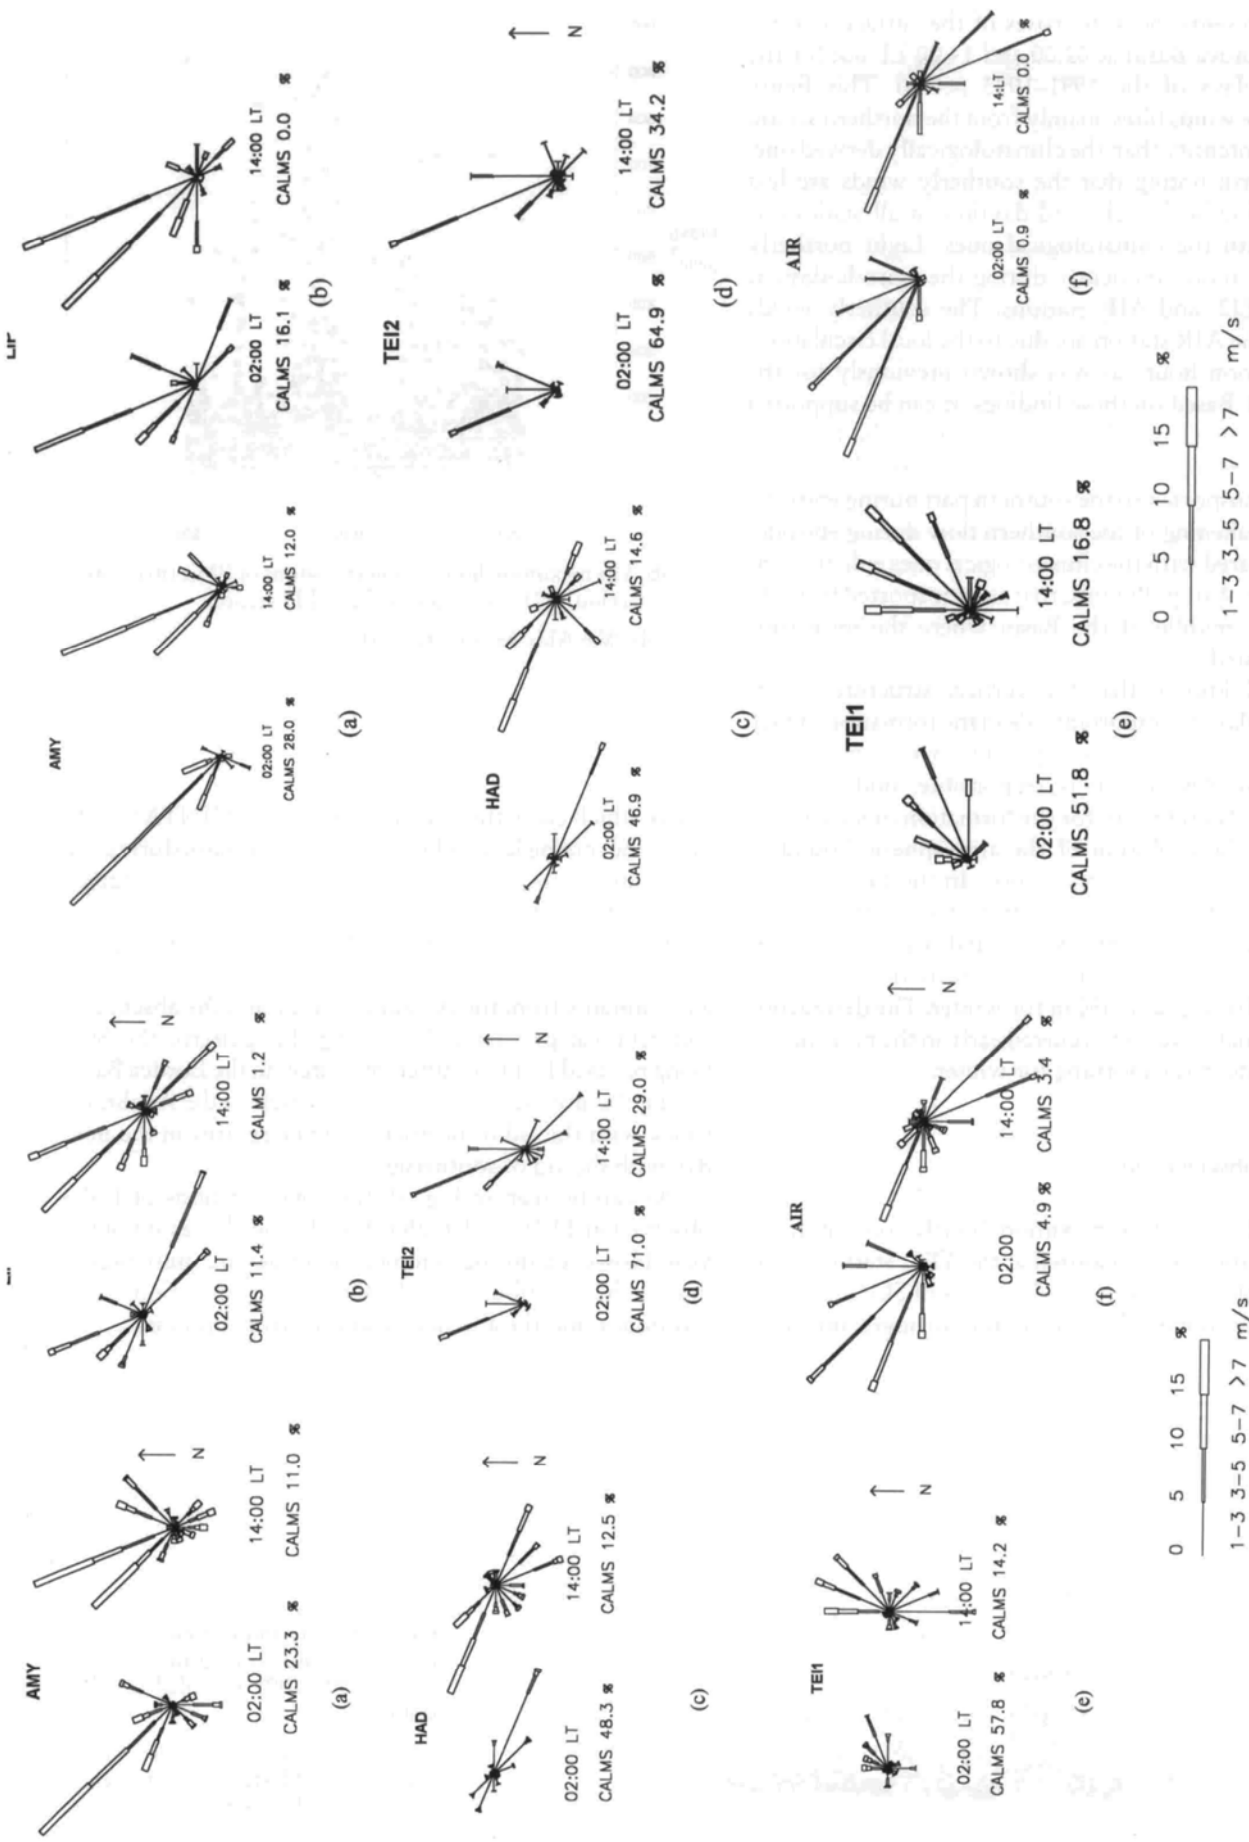 LIP
14:00 LT
CALMS 0.0 %
02:00 LT
CALMS 16.1 %
(b)
N
TEI2
14:00 LT
CALMS 34.2 %
02:00 LT
CALMS 64.9 %
(d)
AIR
14:LT
CALMS 0.0 %
02:00 LT
CALMS 0.9 %
(f)
AMY
14:00 LT
CALMS 12.0 %
02:00 LT
CALMS 28.0 %
(a)
HAD
14:00 LT
CALMS 14.6 %
02:00 LT
CALMS 46.9 %
(c)
TEI1
14:00 LT
CALMS 16.8 %
02:00 LT
CALMS 51.8 %
(e)
0 5 10 15 %
1-3 3-5 5-7 >7 m/s
14:00 LT
CALMS 1.2 %
02:00 LT
CALMS 11.4 %
(b)
N
TEI2
14:00 LT
CALMS 29.0 %
02:00 LT
CALMS 71.0 %
(d)
N
AIR
14:00 LT
CALMS 3.4 %
02:00
CALMS 4.9 %
(f)
N
AMY
14:00 LT
CALMS 11.0 %
02:00 LT
CALMS 23.3 %
(a)
N
HAD
14:00 LT
CALMS 12.5 %
02:00 LT
CALMS 48.3 %
(c)
N
TEI1
14:00 LT
CALMS 14.2 %
02:00 LT
CALMS 57.8 %
(e)
N
0 5 10 15 %
1-3 3-5 5-7 >7 m/s